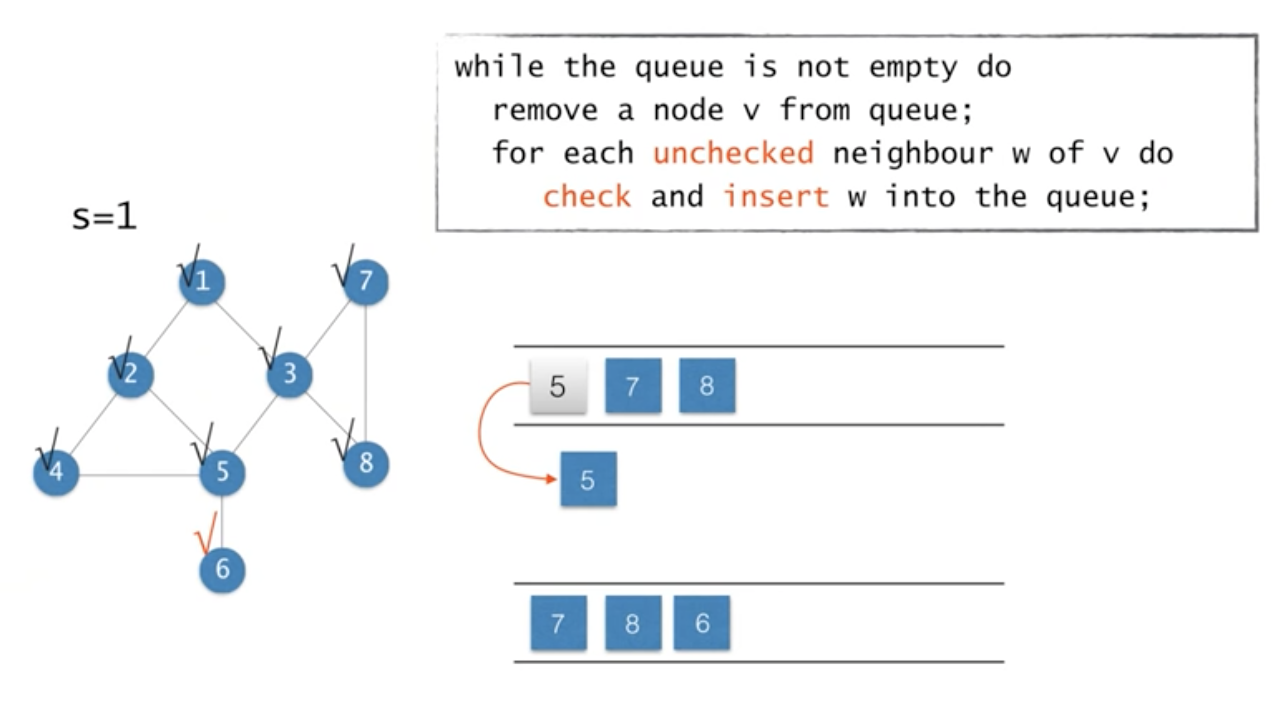 while the queue is not empty do
remove a node v from queue;
for each unchecked neighbour w of v do
check and insert w into the queue;
s=1
√1
√7
√2
√3
√4
√5
√8
√6
5 7 8
5
7 8 6